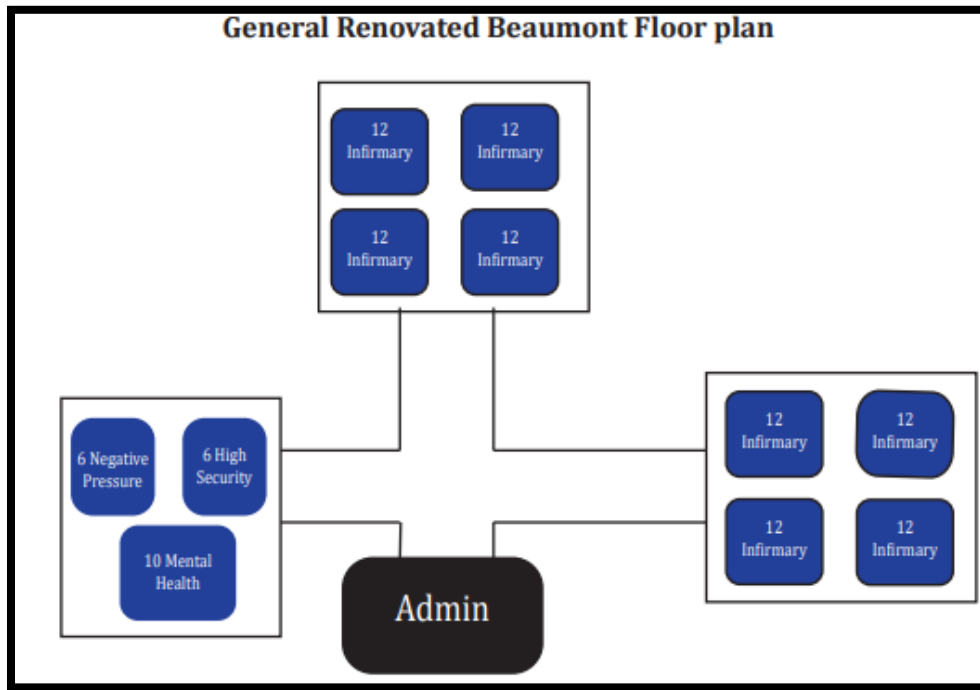 General Renovated Beaumont Floor plan
12
Infirmary
12
Infirmary
12
Infirmary
12
Infirmary
6 Negative
Pressure
6 High
Security
10 Mental
Health
12
Infirmary
12
Infirmary
12
Infirmary
12
Infirmary
Admin